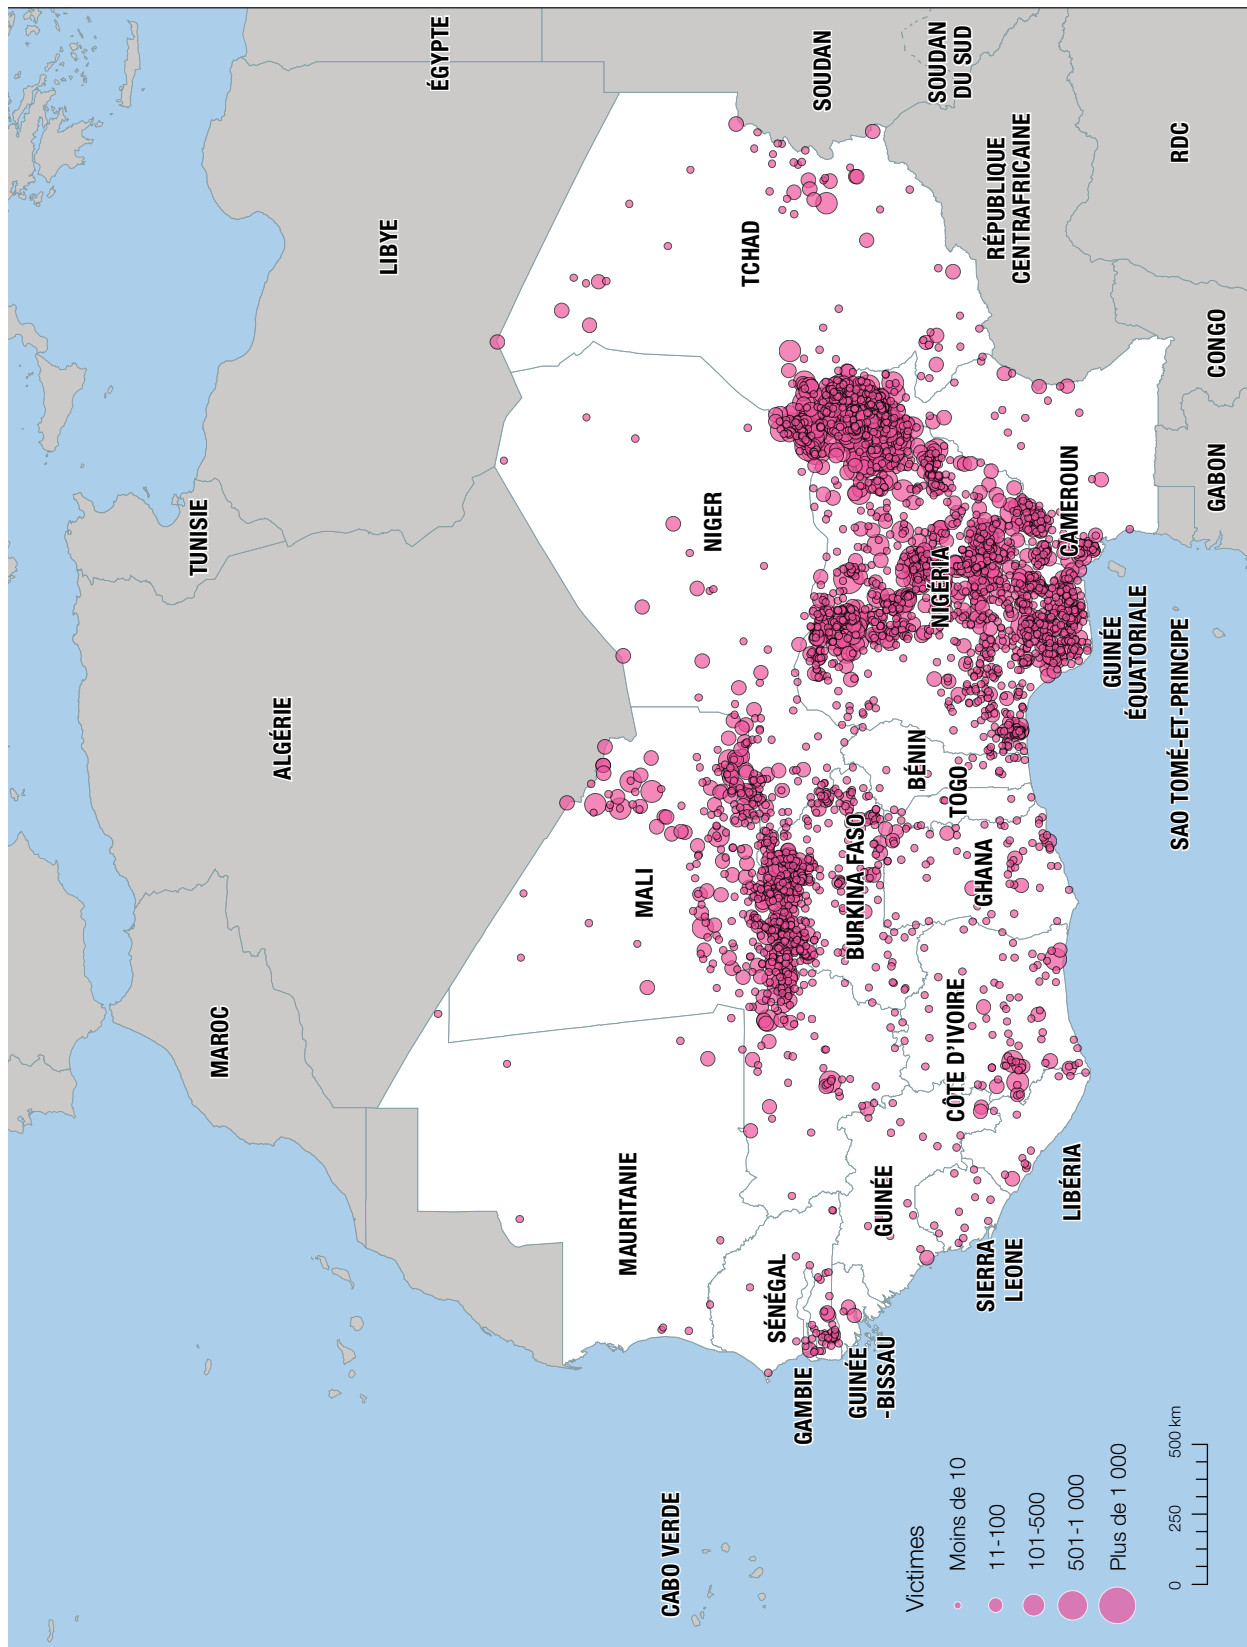 MAROC
ALGÉRIE
TUNISIE
LIBYE
ÉGYPTE
CABO VERDE
MAURITANIE
MALI
NIGER
TCHAD
SOUDAN
SOUDAN
DU SUD
SÉNÉGAL
GAMBIE
GUINÉE
-BISSAU
GUINÉE
SIERRA
LEONE
LIBÉRIA
CÔTE D'IVOIRE
BURKINA FASO
GHANA
TOGO
BÉNIN
NIGÉRIA
CAMEROUN
RÉPUBLIQUE
CENTRAFRICAINE
RDC
CONGO
GABON
GUINÉE
ÉQUATORIALE
SAO TOMÉ-ET-PRINCIPE
Victimes
Moins de 10
11-100
101-500
501-1 000
Plus de 1 000
0 250 500 km